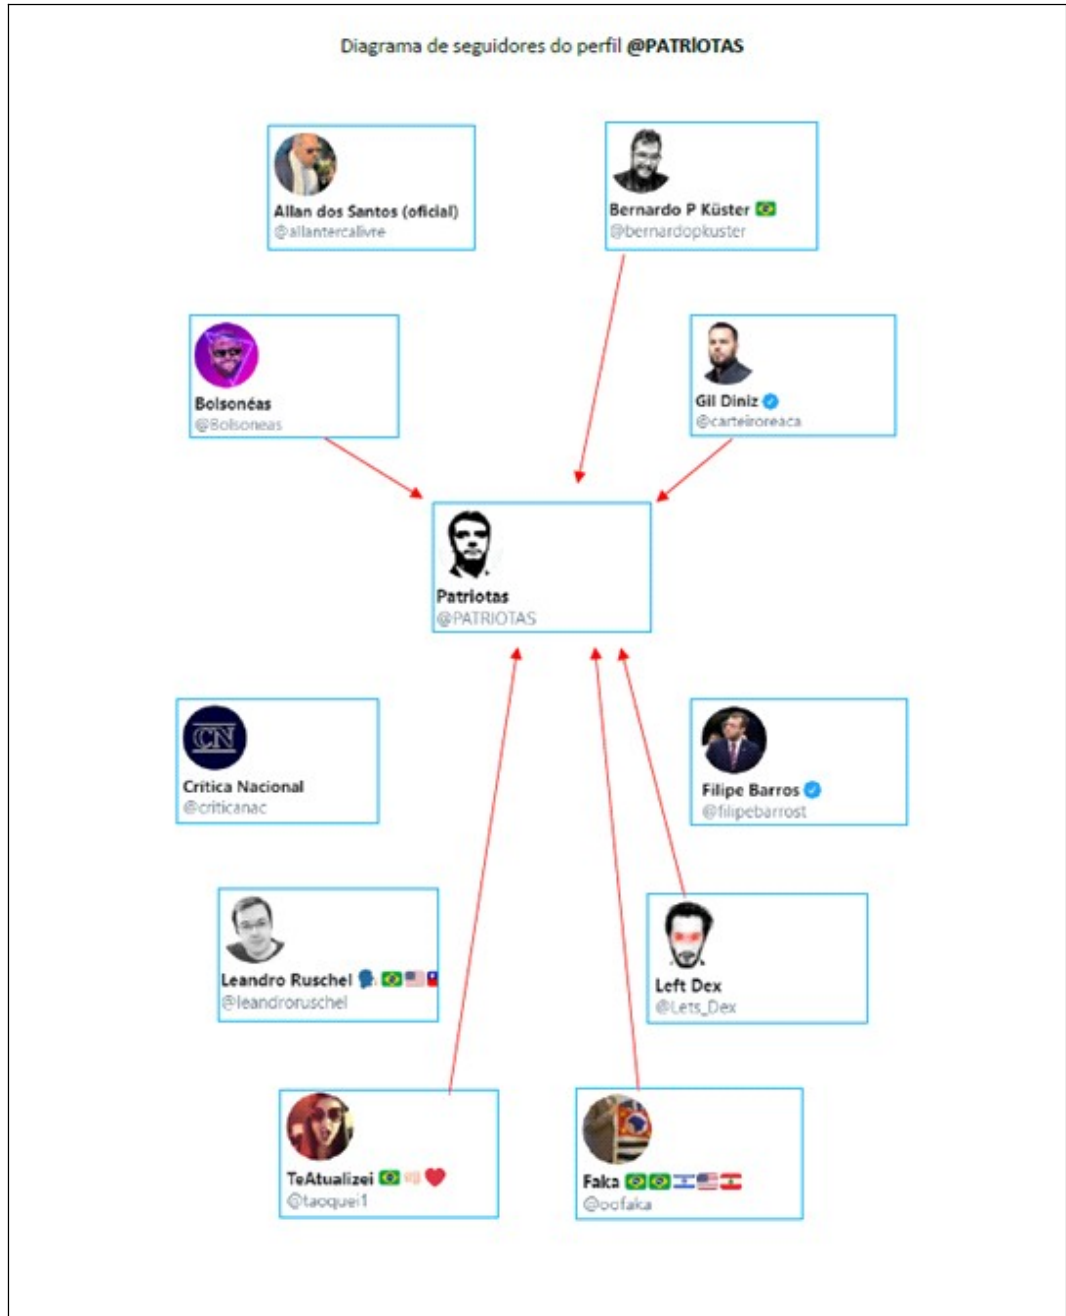 Diagrama de seguidores do perfil @PATRIOTAS
Allan dos Santos (oficial)
@allantercalivre
Bernardo P Küster
@bernardopkuster
Bolsonéas
@Bolsoneas
Gil Diniz
@carteiroreaca
Patriotas
@PATRIOTAS
CN
Crítica Nacional
@criticanac
Filipe Barros
@filipebarrost
Leandro Ruschel
@leandroruschel
Left Dex
@Lets_Dex
TeAtualizei
@taoquei1
Faka
@oofaka